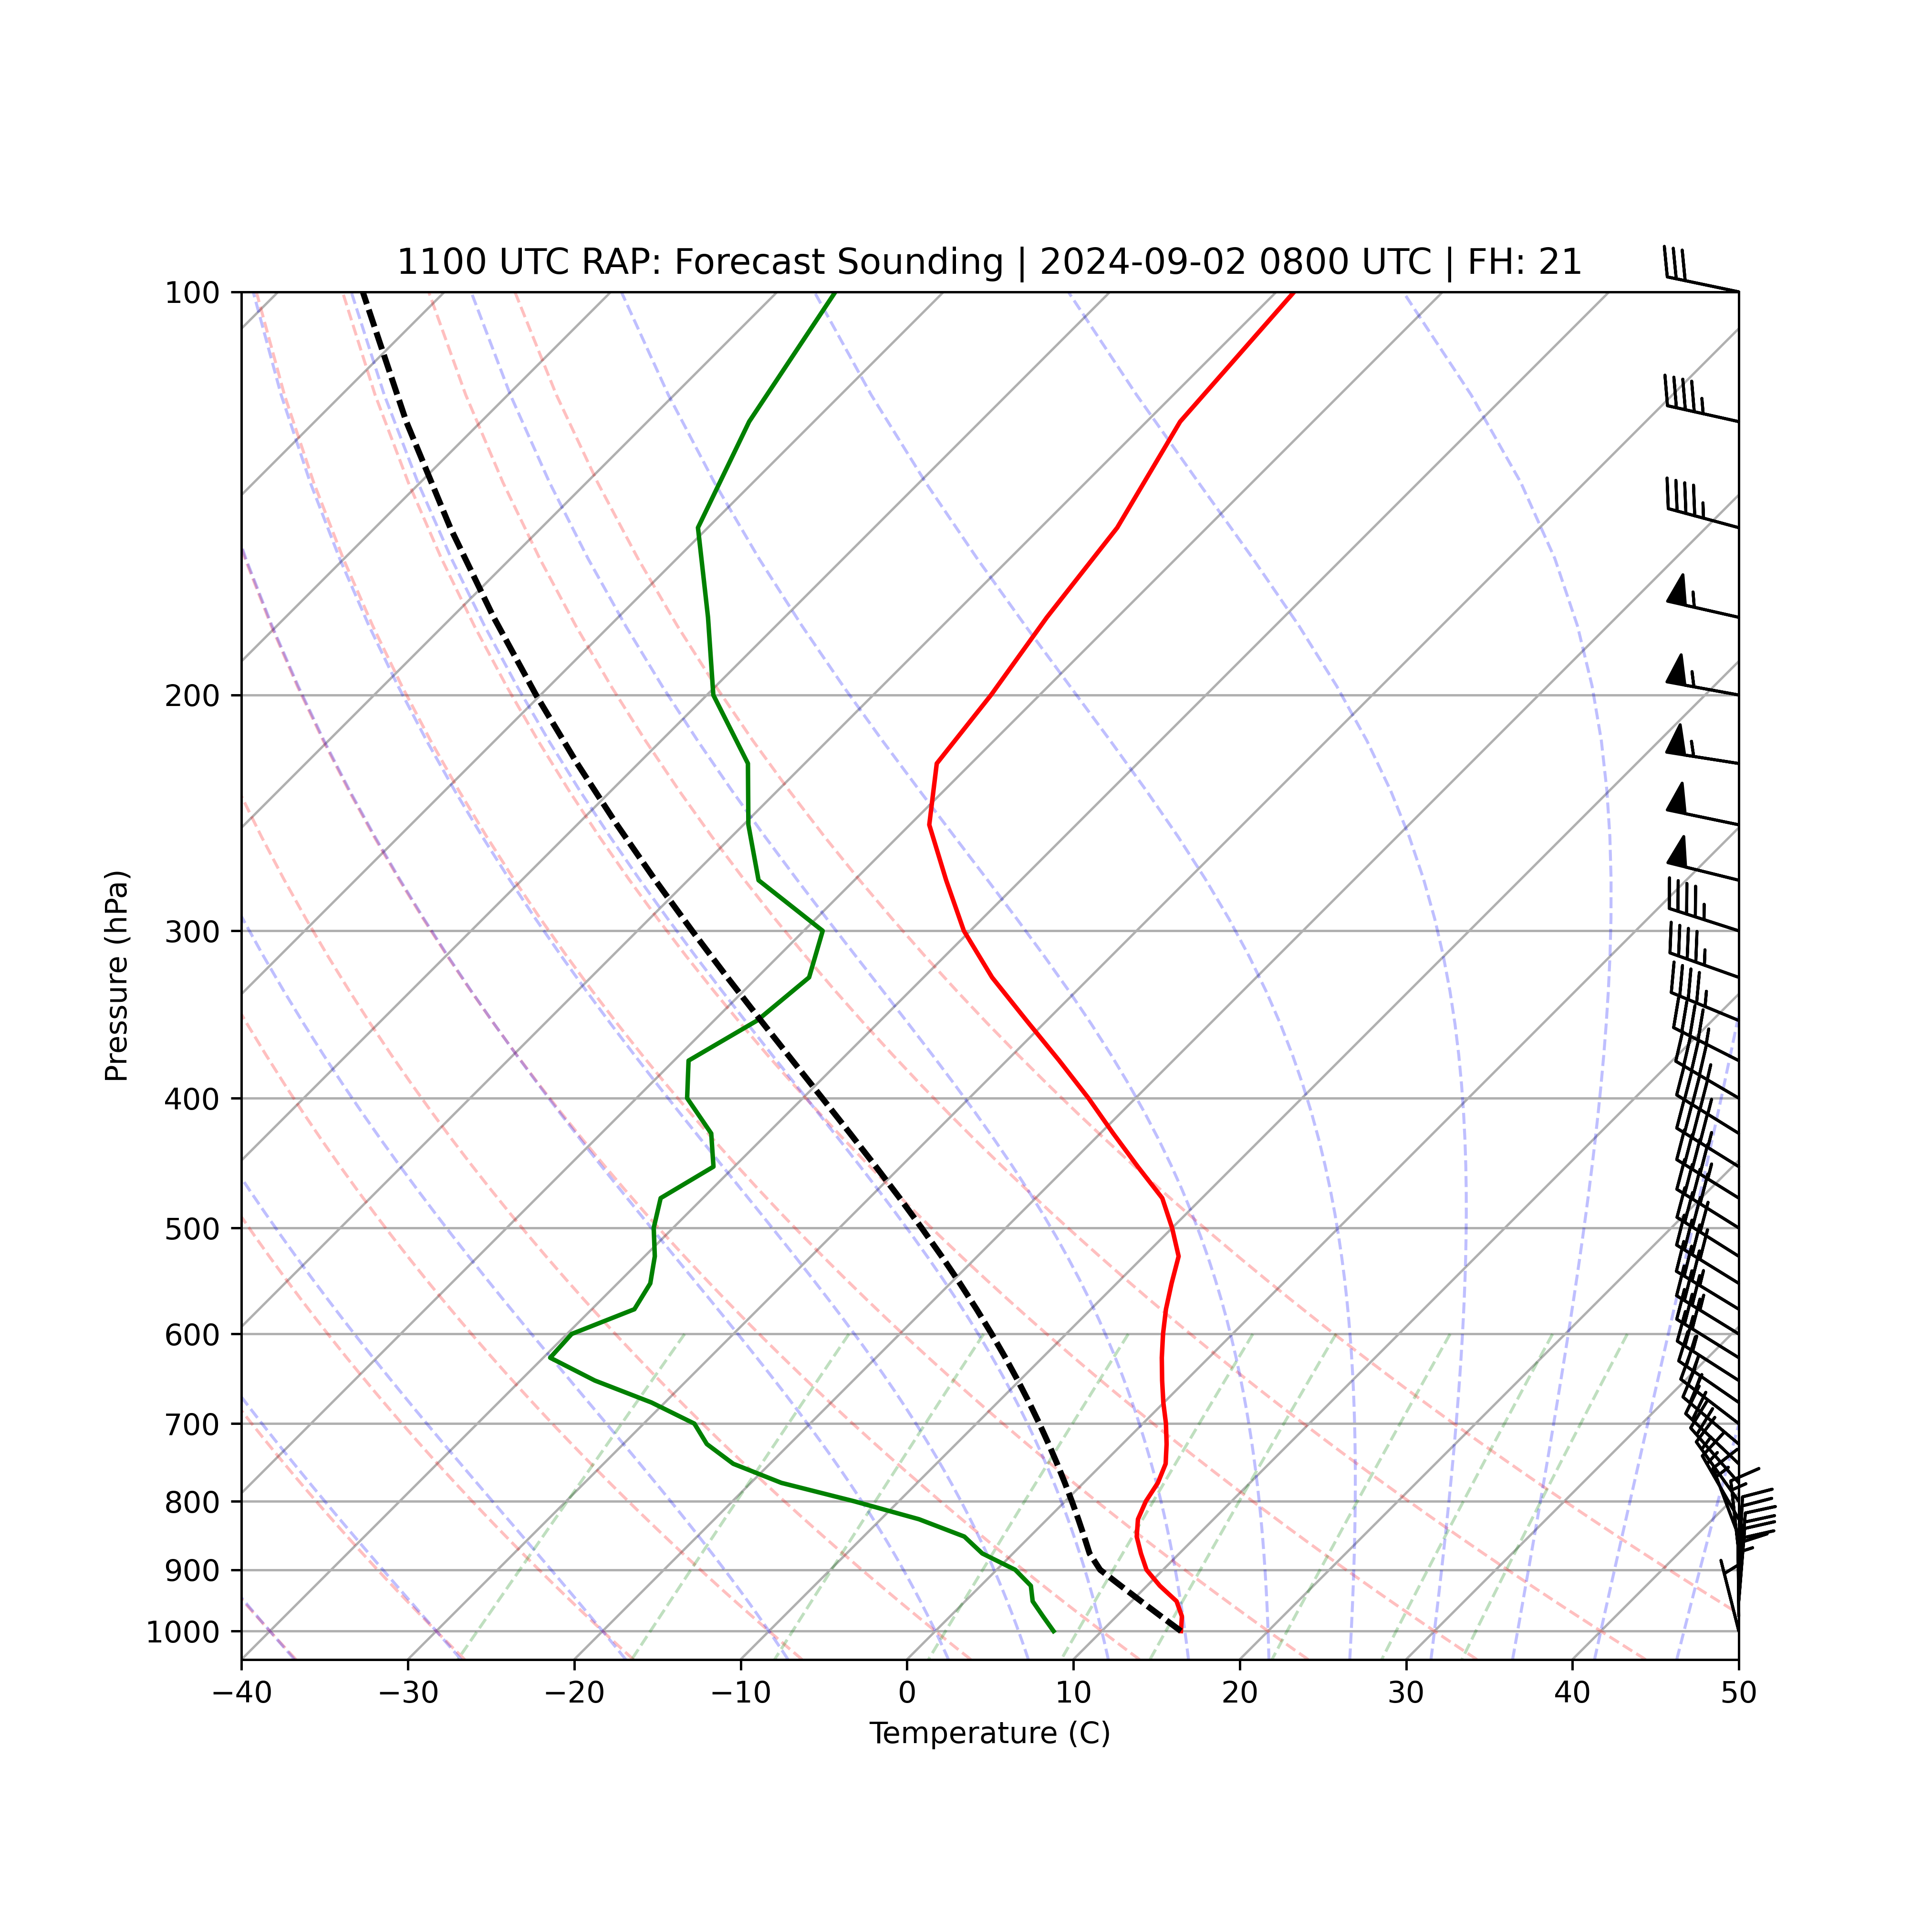 1100 UTC RAP: Forecast Sounding | 2024-09-02 0800 UTC | FH: 21
100
200
300
400
500
600
700
800
900
1000
Pressure (hPa)
−40 −30 −20 −10 0 10 20 30 40 50
Temperature (C)